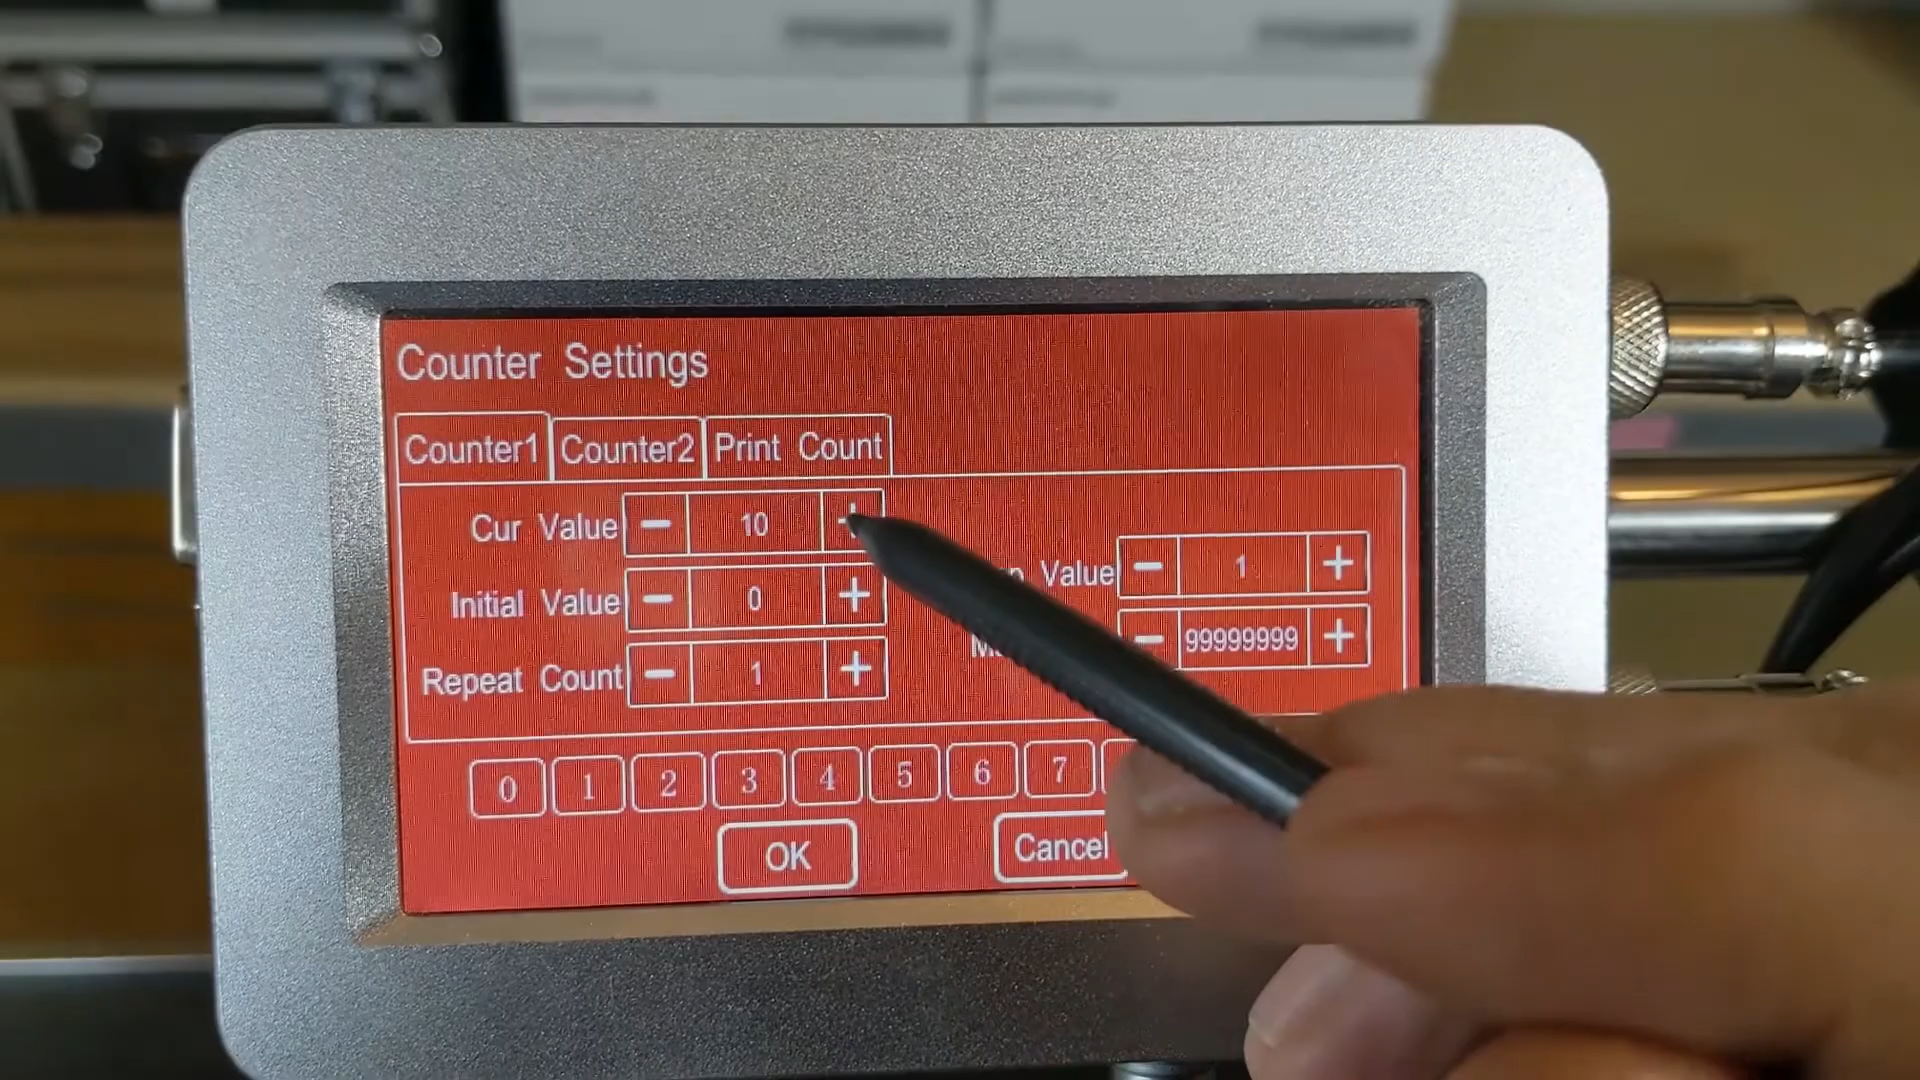 Counter Settings
Counter1 Counter2 Print Count
Cur Value − 10 +
Value − 1 +
Initial Value − 0 +
− 99999999 +
Repeat Count − 1 +
0 1 2 3 4 5 6 7
OK Cancel